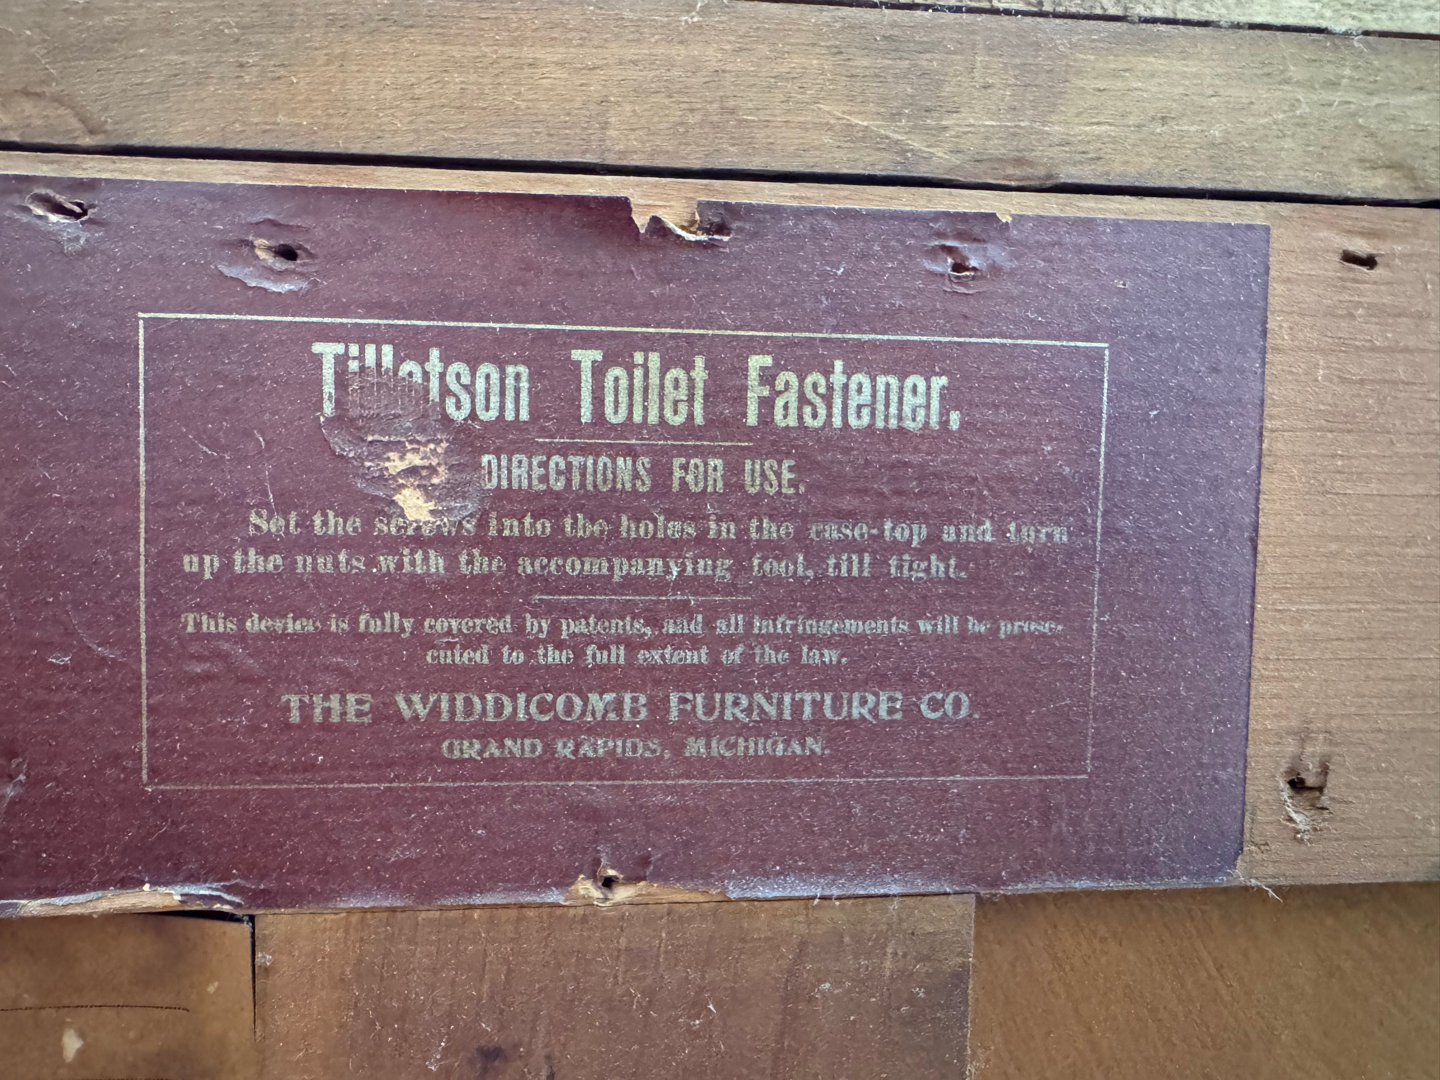 Tillotson Toilet Fastener.
DIRECTIONS FOR USE.
Set the screws into the holes in the case-top and turn
up the nuts with the accompanying tool, till tight.
This device is fully covered by patents, and all infringements will be prose-
cuted to the full extent of the law.
THE WIDDICOMB FURNITURE CO.
GRAND RAPIDS, MICHIGAN.